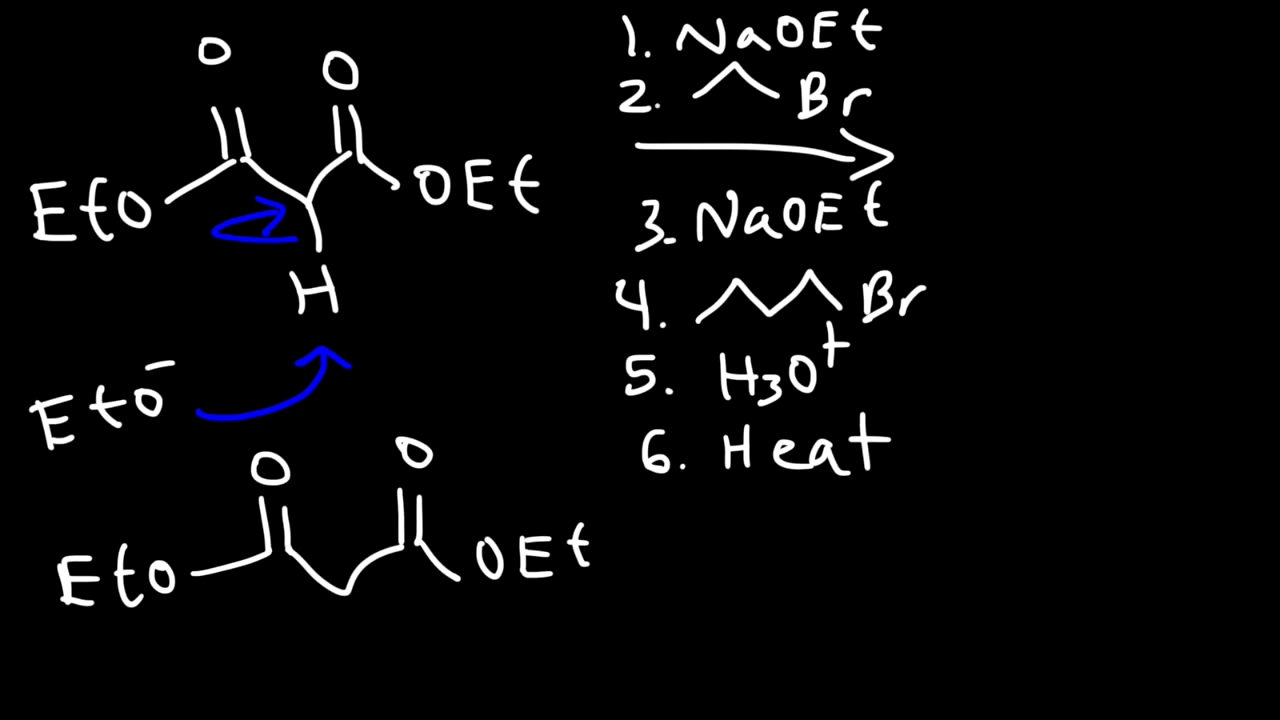 O O
EtO OEt
H
EtO⁻
O O
EtO OEt
1. NaOEt
2. Br
3. NaOEt
4. Br
5. H₃O⁺
6. Heat